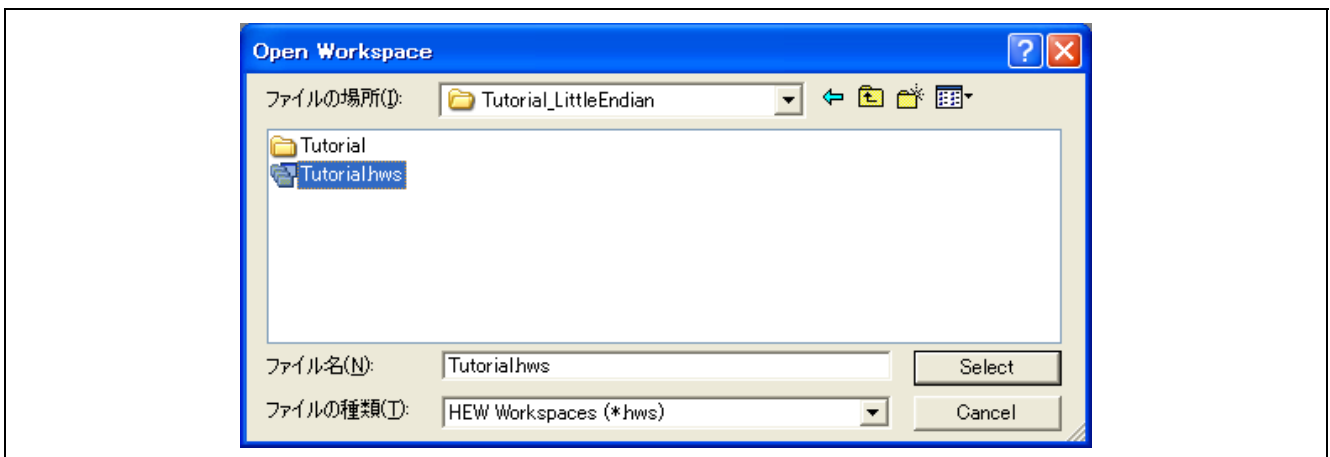 Open Workspace
ファイルの場所(I):
Tutorial_LittleEndian
Tutorial
Tutorial.hws
ファイル名(N):
Tutorial.hws
Select
ファイルの種類(T):
HEW Workspaces (*.hws)
Cancel